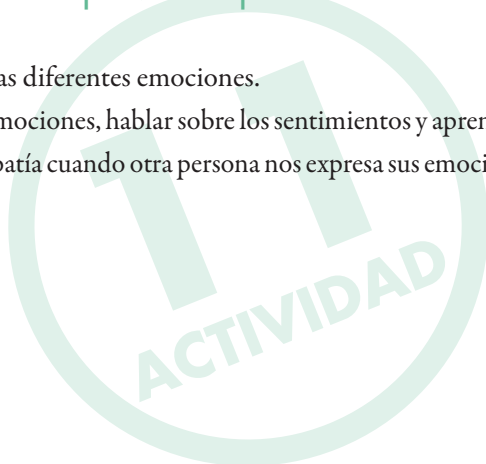 as diferentes emociones.
mociones, hablar sobre los sentimientos y apren
patía cuando otra persona nos expresa sus emoci
11
ACTIVIDAD